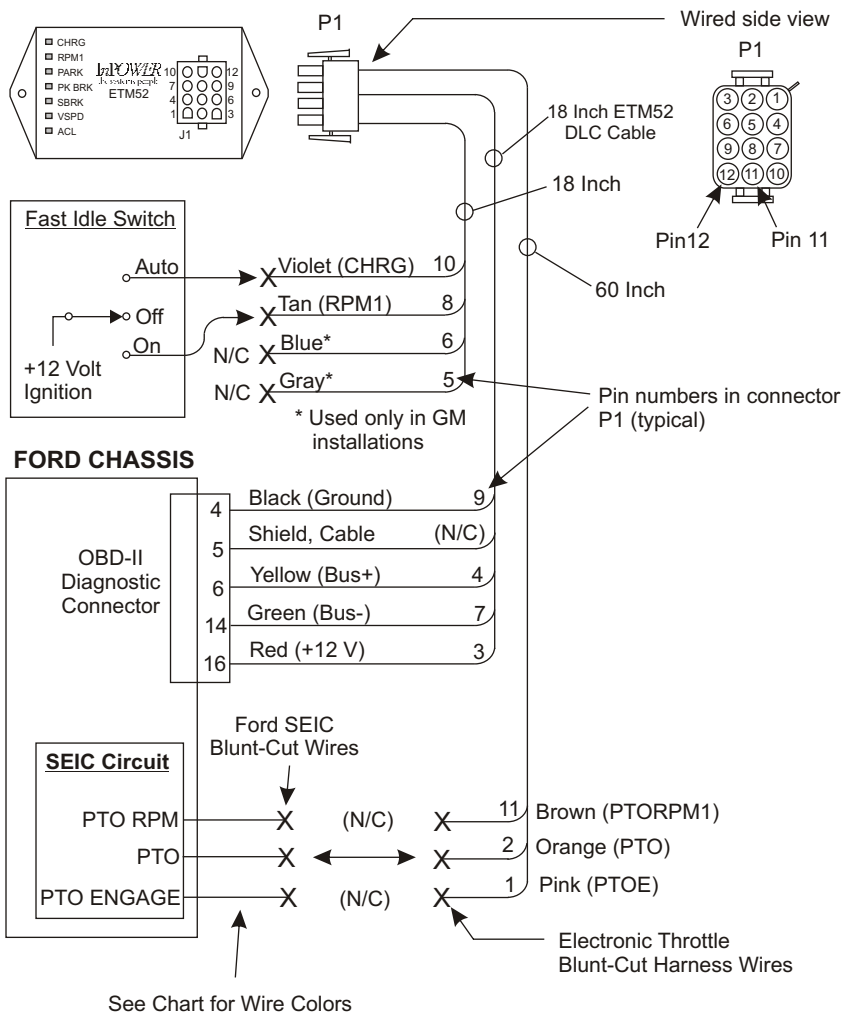 CHRG
RPM1
PARK
PK BRK
SBRK
VSPD
ACL
InPOWER
ETM52
10
7
4
1
12
9
6
3
J1
P1
Wired side view
P1
3 2 1
6 5 4
9 8 7
12 11 10
Pin12
Pin 11
18 Inch ETM52
DLC Cable
18 Inch
60 Inch
Fast Idle Switch
Auto
Off
On
+12 Volt
Ignition
Violet (CHRG) 10
Tan (RPM1) 8
N/C Blue* 6
N/C Gray* 5
* Used only in GM
installations
Pin numbers in connector
P1 (typical)
FORD CHASSIS
OBD-II
Diagnostic
Connector
4 Black (Ground) 9
5 Shield, Cable (N/C)
6 Yellow (Bus+) 4
14 Green (Bus-) 7
16 Red (+12 V) 3
Ford SEIC
Blunt-Cut Wires
SEIC Circuit
PTO RPM (N/C) 11 Brown (PTORPM1)
PTO 2 Orange (PTO)
PTO ENGAGE (N/C) 1 Pink (PTOE)
Electronic Throttle
Blunt-Cut Harness Wires
See Chart for Wire Colors